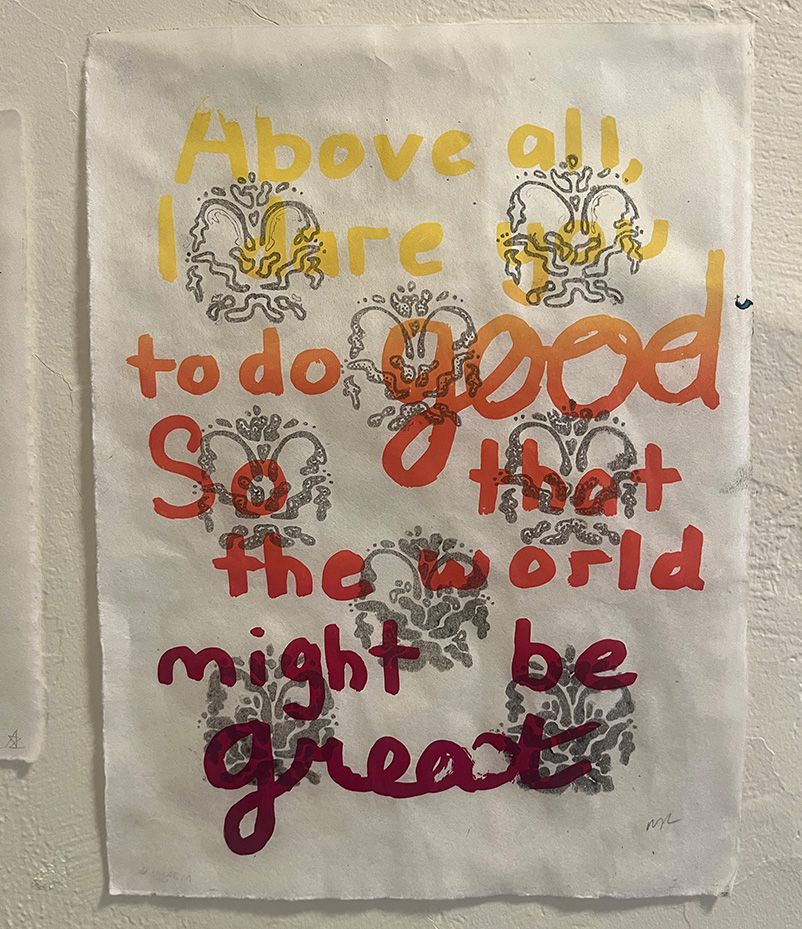 Above all,
I dare you
to do good
So that
the world
might be
great